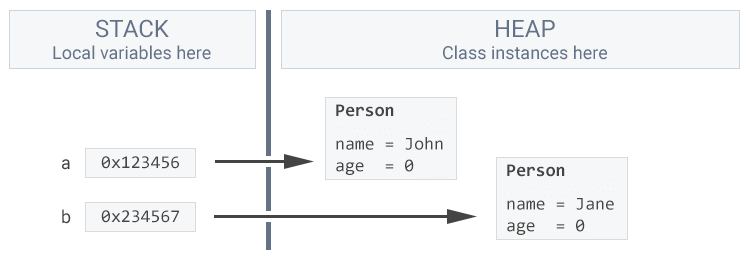 STACK
Local variables here
HEAP
Class instances here
Person
name = John
age = 0
a 0x123456
Person
name = Jane
age = 0
b 0x234567